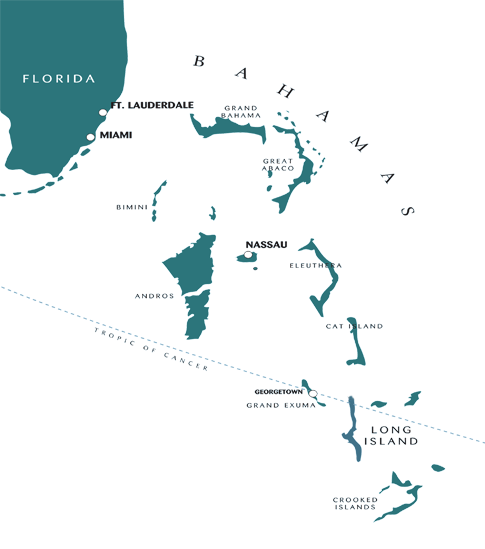 BAHAMAS
FLORIDA
FT. LAUDERDALE
GRAND
BAHAMA
MIAMI
GREAT
ABACO
BIMINI
NASSAU
ELEUTHERA
ANDROS
CAT ISLAND
TROPIC OF CANCER
GEORGETOWN
GRAND EXUMA
LONG
ISLAND
CROOKED
ISLANDS